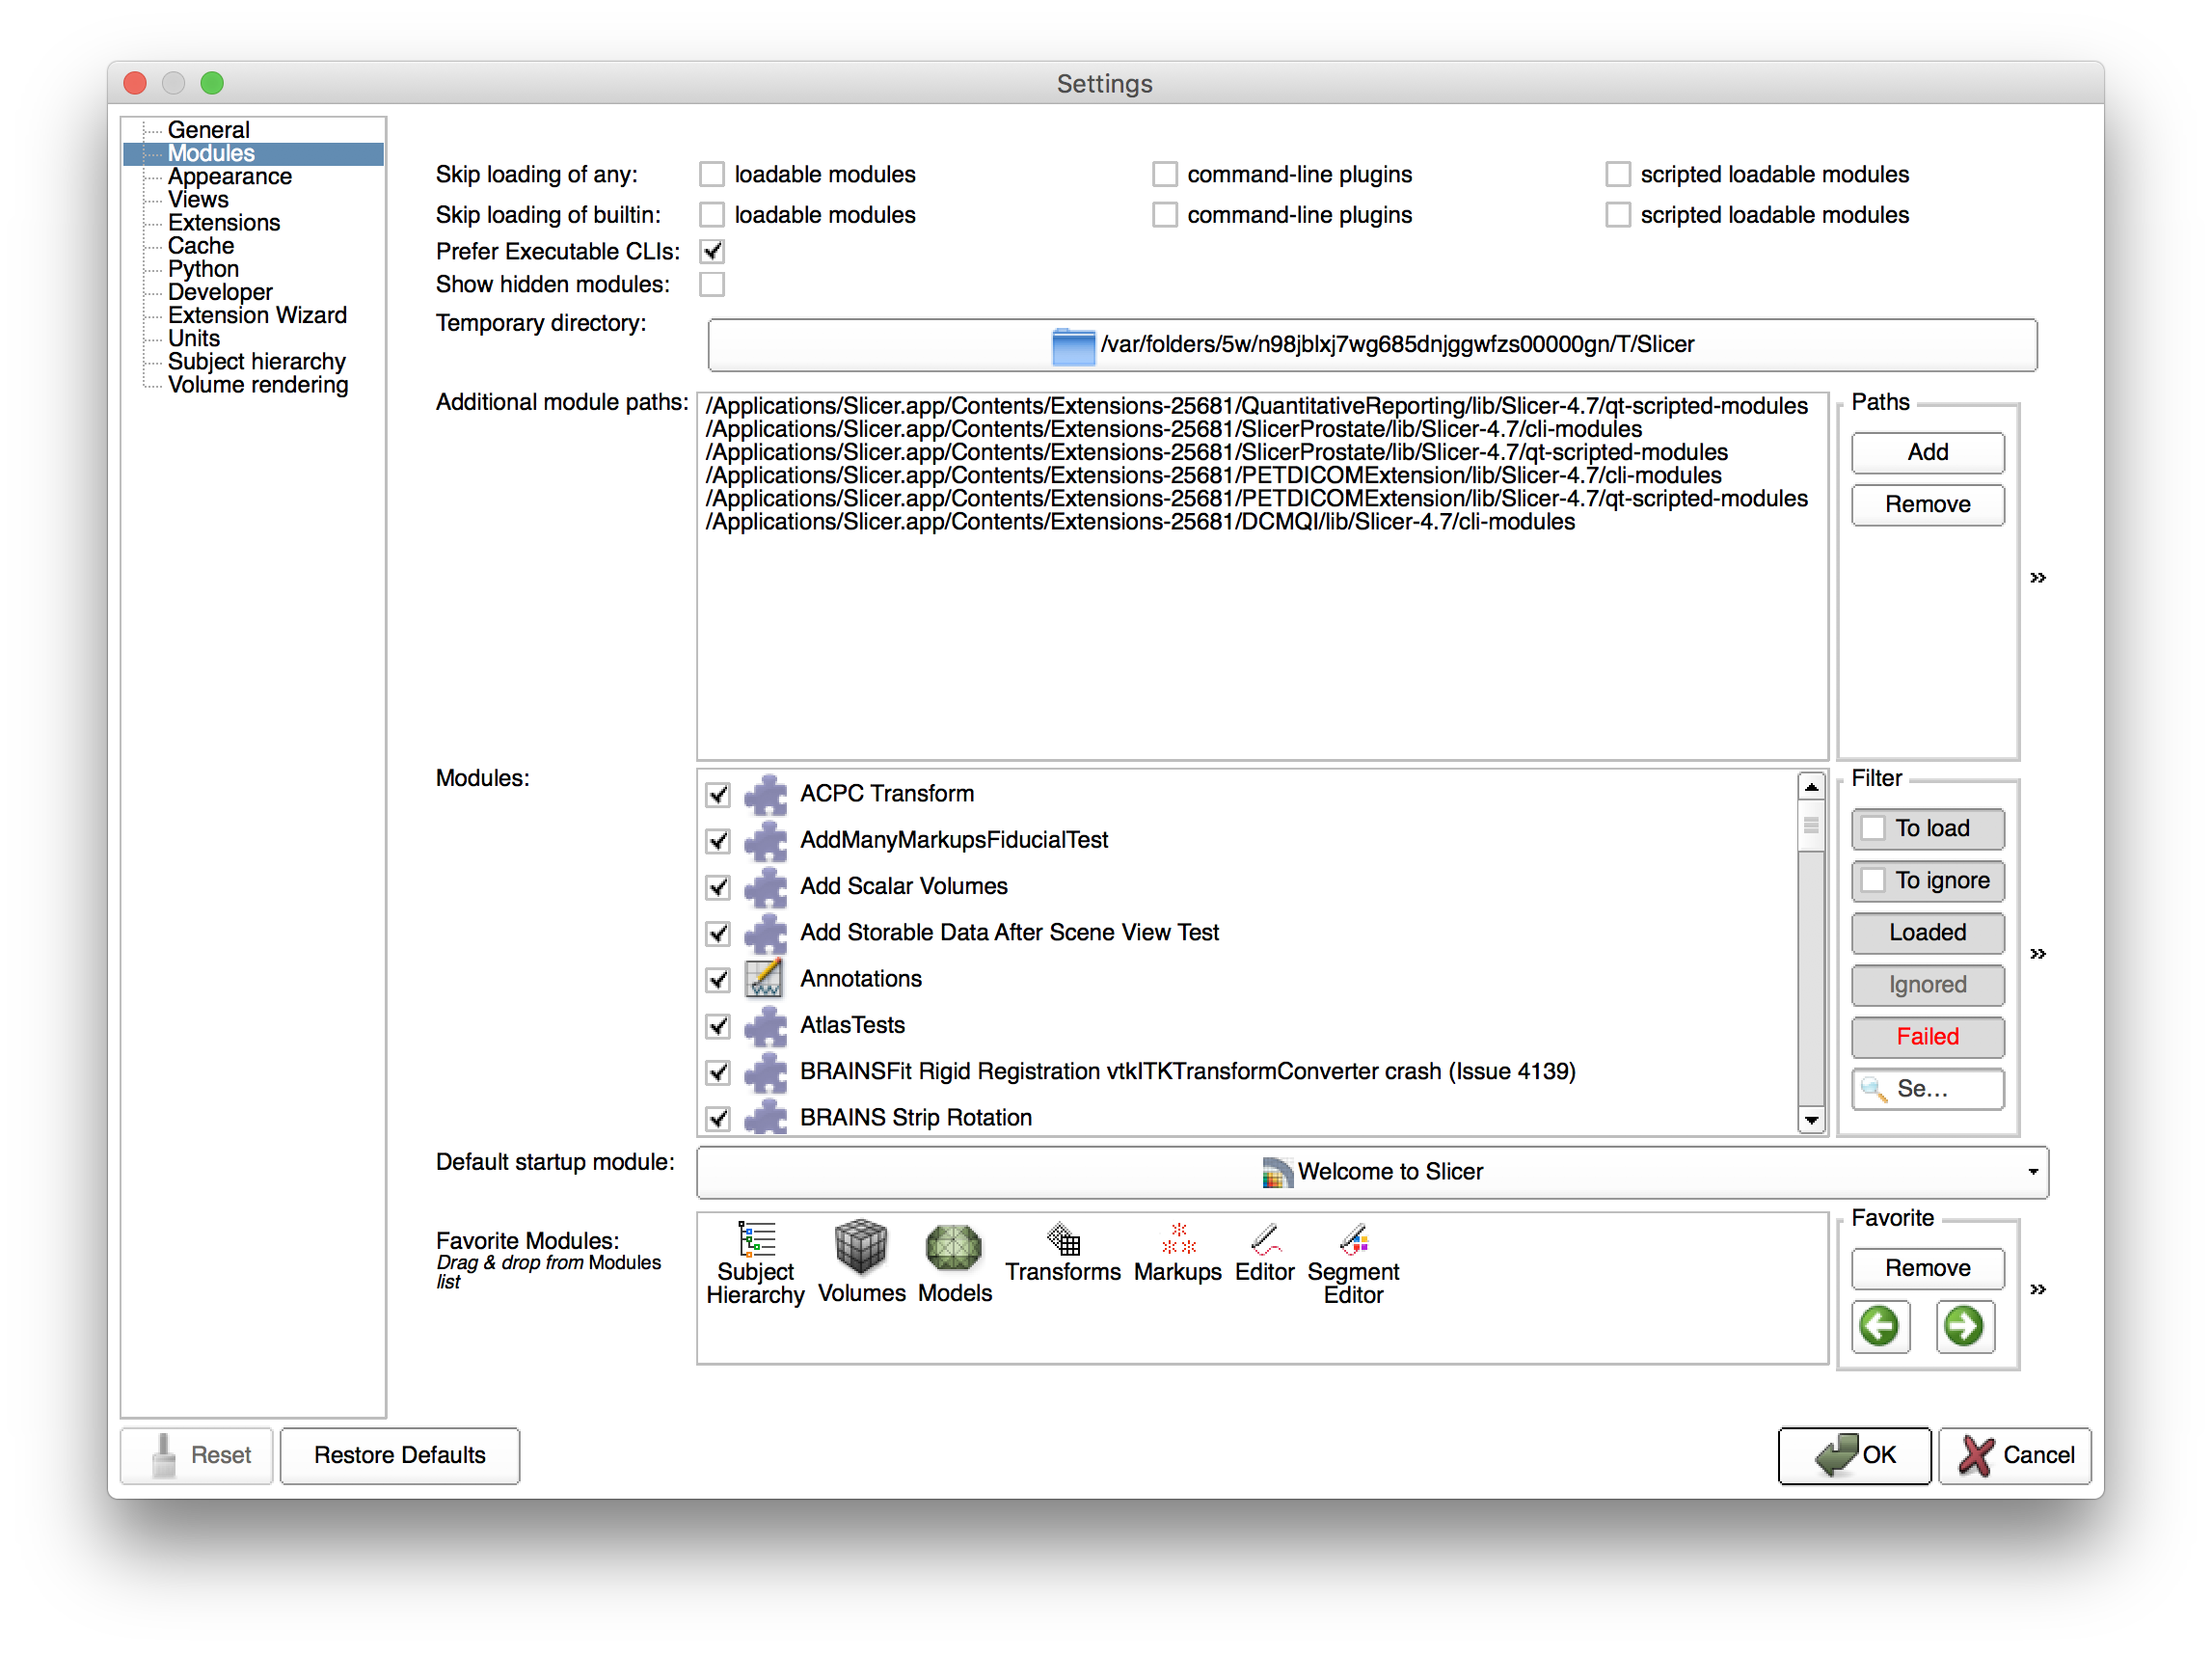 Settings
General
Modules
Appearance
Views
Extensions
Cache
Python
Developer
Extension Wizard
Units
Subject hierarchy
Volume rendering
Skip loading of any: loadable modules command-line plugins scripted loadable modules
Skip loading of builtin: loadable modules command-line plugins scripted loadable modules
Prefer Executable CLIs:
Show hidden modules:
Temporary directory: /var/folders/5w/n98jblxj7wg685dnjggwfzs00000gn/T/Slicer
Additional module paths:
/Applications/Slicer.app/Contents/Extensions-25681/QuantitativeReporting/lib/Slicer-4.7/qt-scripted-modules
/Applications/Slicer.app/Contents/Extensions-25681/SlicerProstate/lib/Slicer-4.7/cli-modules
/Applications/Slicer.app/Contents/Extensions-25681/SlicerProstate/lib/Slicer-4.7/qt-scripted-modules
/Applications/Slicer.app/Contents/Extensions-25681/PETDICOMExtension/lib/Slicer-4.7/cli-modules
/Applications/Slicer.app/Contents/Extensions-25681/PETDICOMExtension/lib/Slicer-4.7/qt-scripted-modules
/Applications/Slicer.app/Contents/Extensions-25681/DCMQI/lib/Slicer-4.7/cli-modules
Paths
Add
Remove
»
Modules:
ACPC Transform
AddManyMarkupsFiducialTest
Add Scalar Volumes
Add Storable Data After Scene View Test
Annotations
AtlasTests
BRAINSFit Rigid Registration vtkITKTransformConverter crash (Issue 4139)
BRAINS Strip Rotation
Filter
To load
To ignore
Loaded
Ignored
Failed
Se...
»
Default startup module: Welcome to Slicer
Favorite Modules:
Drag & drop from Modules
list
Subject
Hierarchy
Volumes
Models
Transforms
Markups
Editor
Segment
Editor
Favorite
Remove
»
Reset
Restore Defaults
OK
Cancel